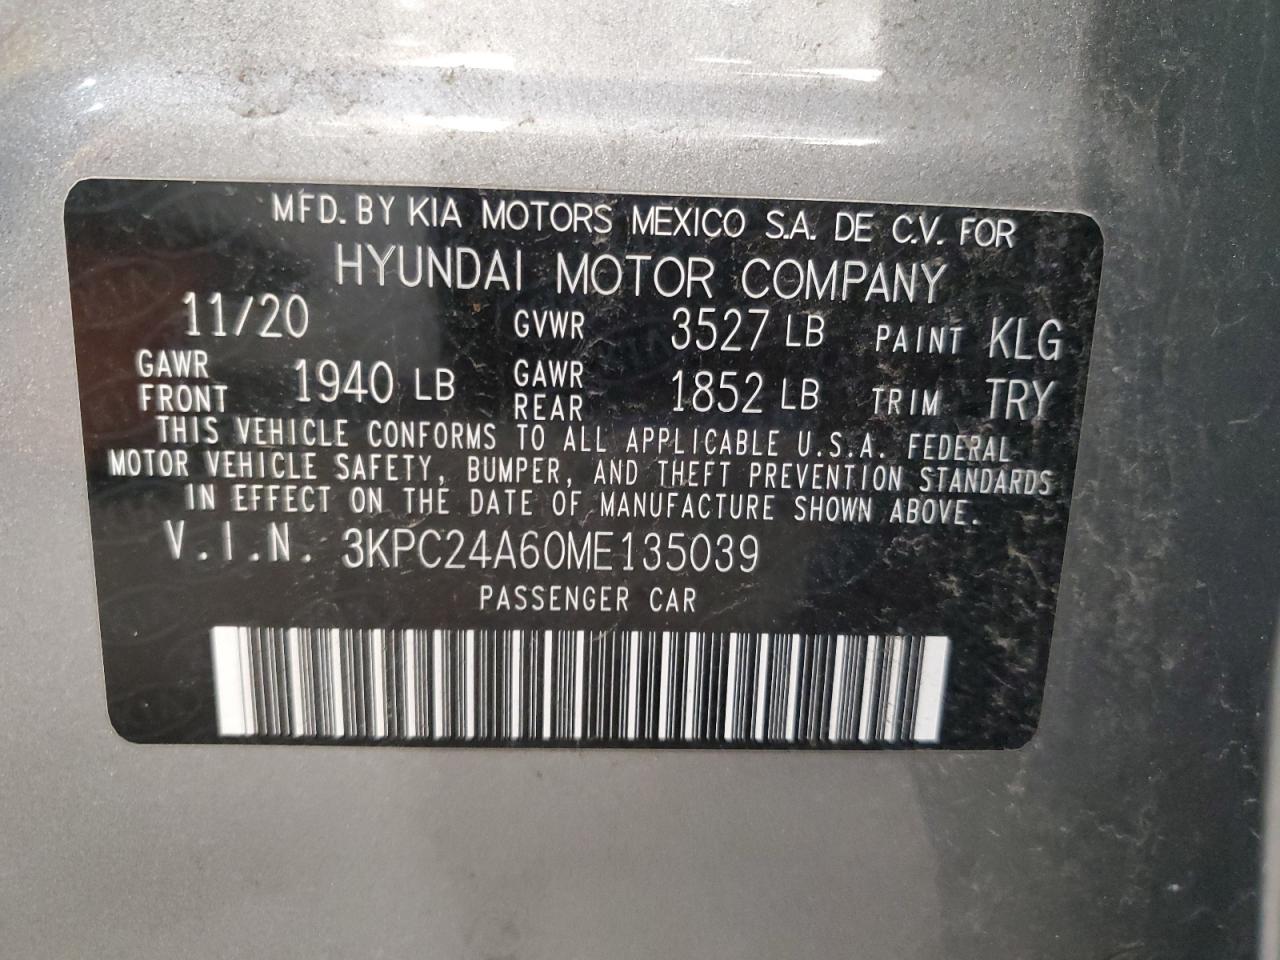 MFD. BY KIA MOTORS MEXICO S.A. DE C.V. FOR
HYUNDAI MOTOR COMPANY
11/20 GVWR 3527 LB PAINT KLG
GAWR FRONT 1940 LB GAWR REAR 1852 LB TRIM TRY
THIS VEHICLE CONFORMS TO ALL APPLICABLE U.S.A. FEDERAL
MOTOR VEHICLE SAFETY, BUMPER, AND THEFT PREVENTION STANDARDS
IN EFFECT ON THE DATE OF MANUFACTURE SHOWN ABOVE.
V.I.N. 3KPC24A60ME135039
PASSENGER CAR